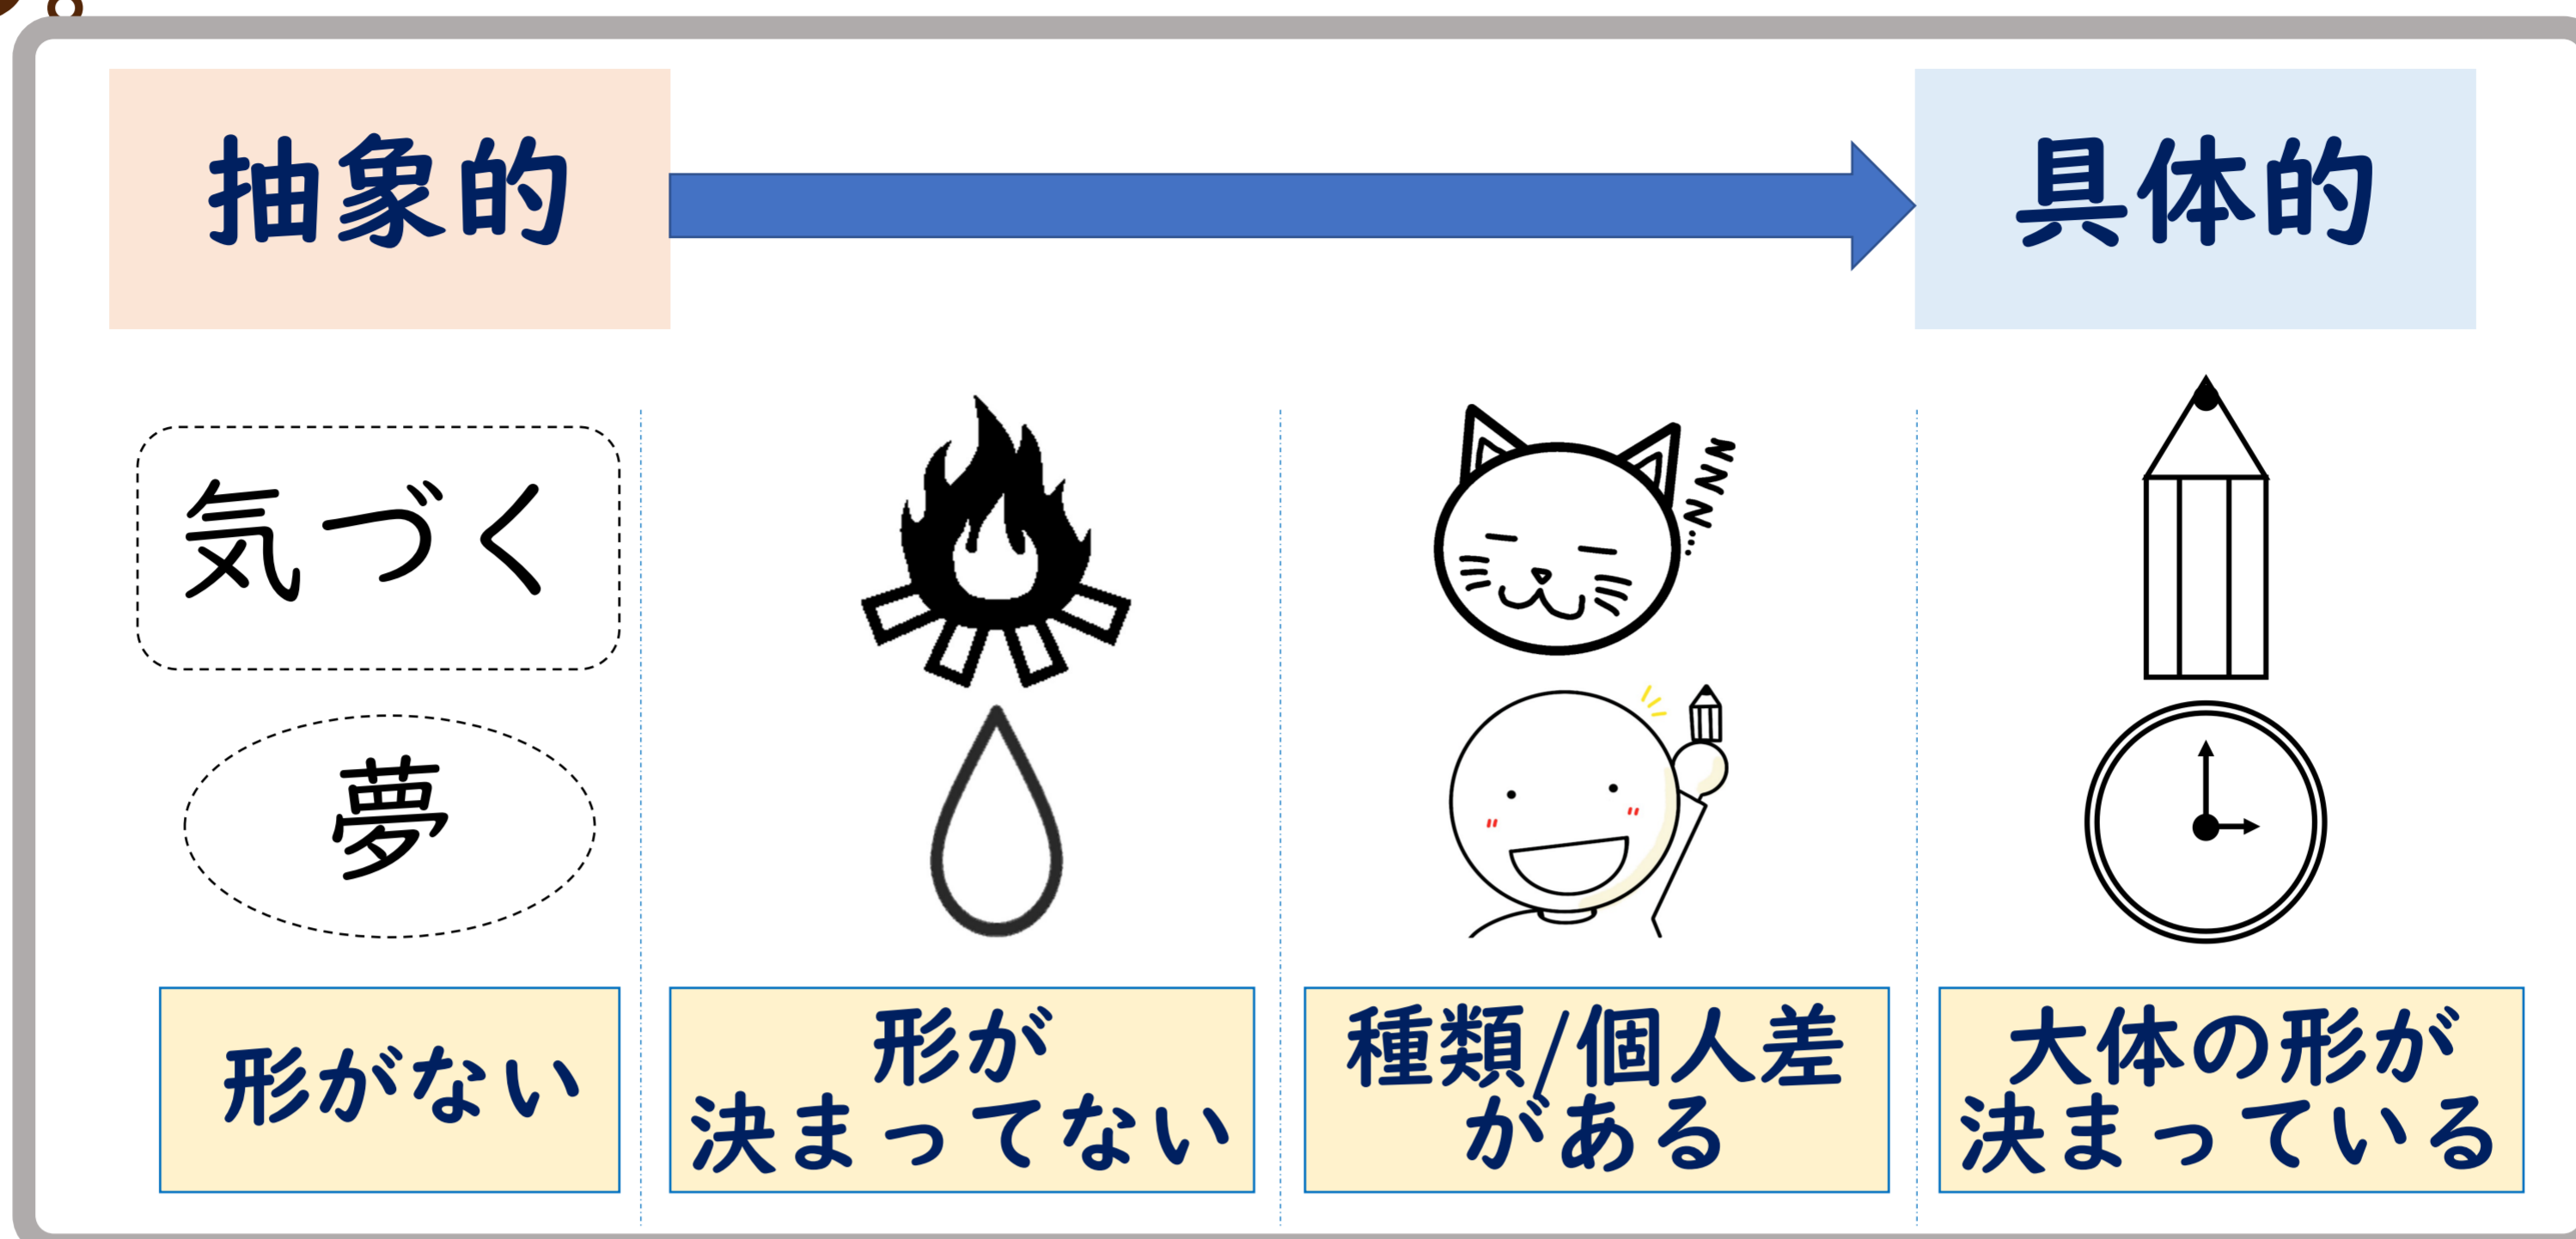 抽象的
具体的
気づく
夢
zzz...
形がない
形が
決まってない
種類/個人差
がある
大体の形が
決まっている